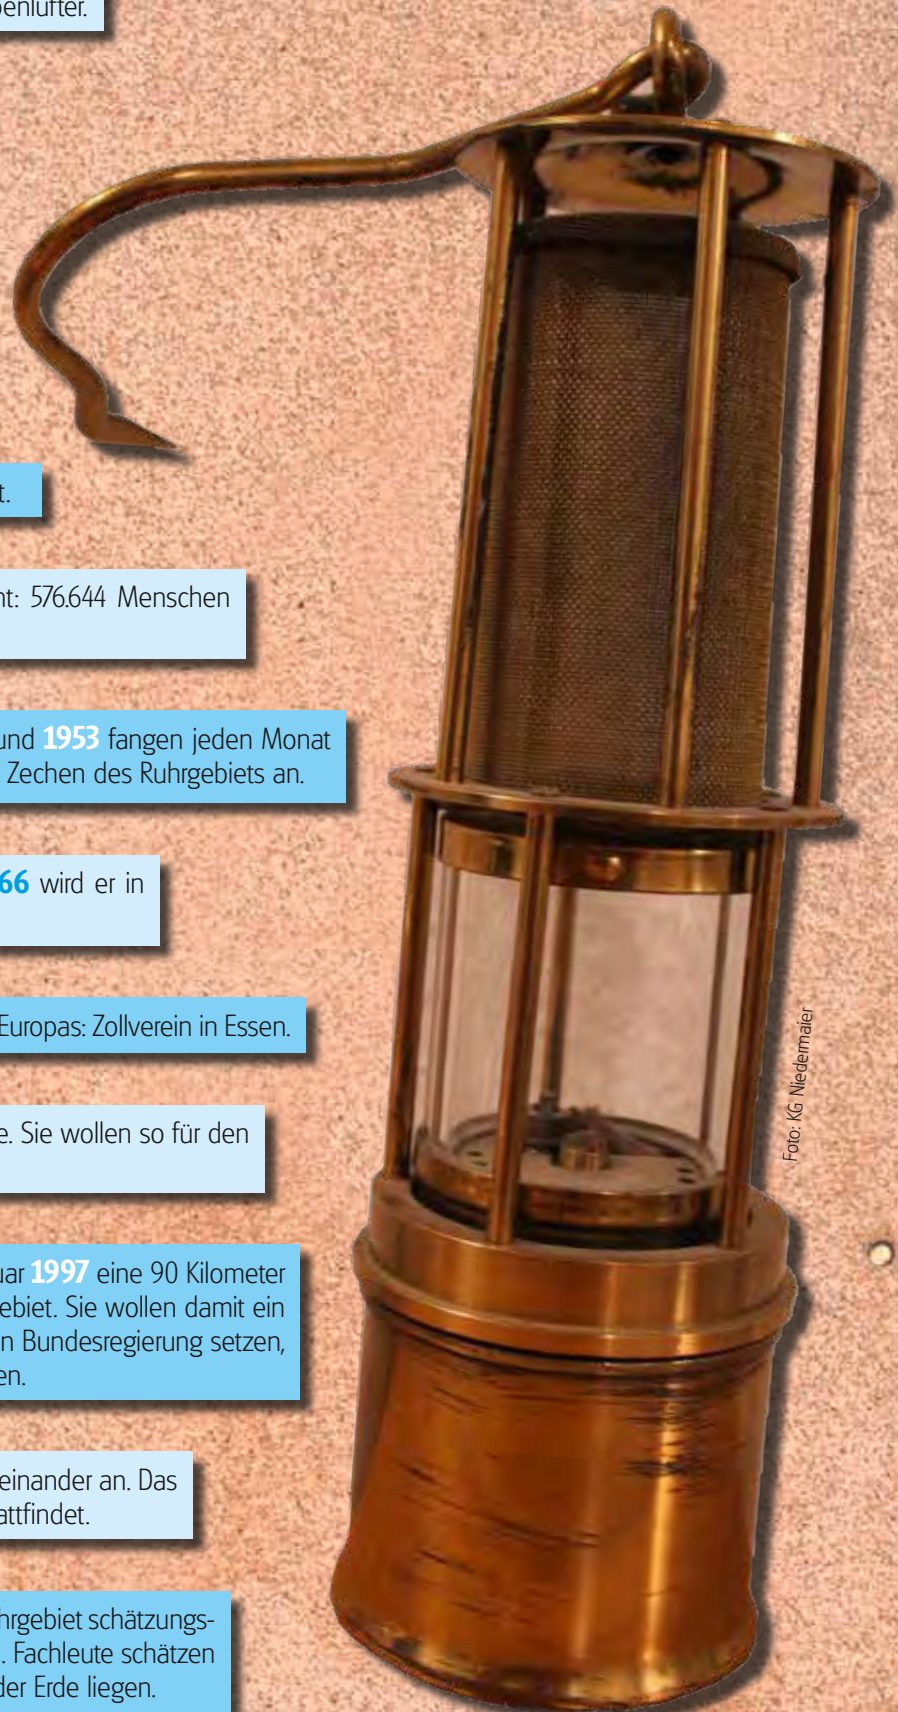 penlüfter.
t.
nt: 576.644 Menschen
und 1953 fangen jeden Monat
Zechen des Ruhrgebiets an.
66 wird er in
Europas: Zollverein in Essen.
e. Sie wollen so für den
uar 1997 eine 90 Kilometer
ebiet. Sie wollen damit ein
n Bundesregierung setzen,
en.
einander an. Das
attfindet.
hrgebiet schätzungs-
. Fachleute schätzen
der Erde liegen.
Foto: KG Niedermaier